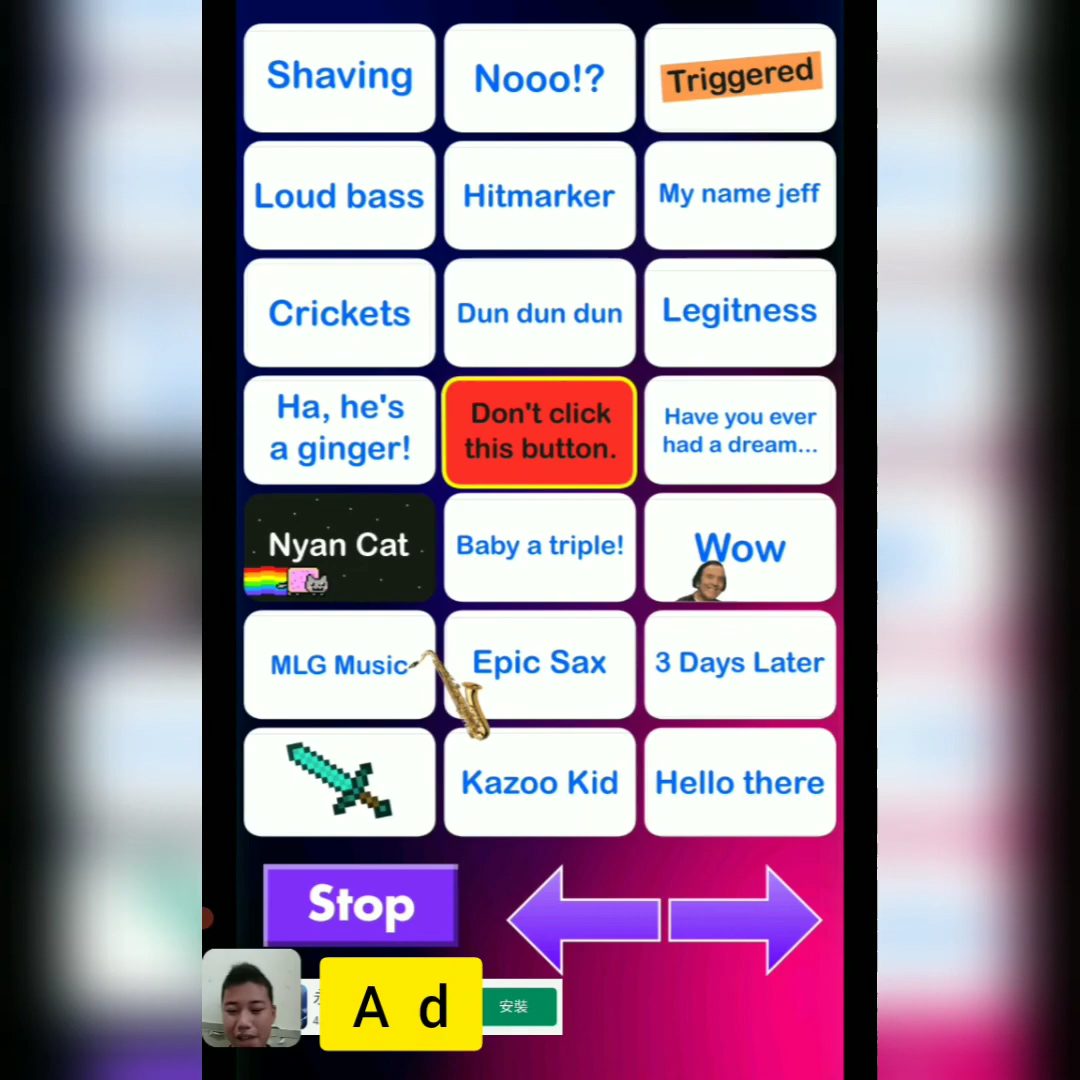 Shaving
Nooo!?
Triggered
Loud bass
Hitmarker
My name jeff
Crickets
Dun dun dun
Legitness
Ha, he's
a ginger!
Don't click
this button.
Have you ever
had a dream...
Nyan Cat
Baby a triple!
Wow
MLG Music
Epic Sax
3 Days Later
Kazoo Kid
Hello there
Stop
A d
安裝